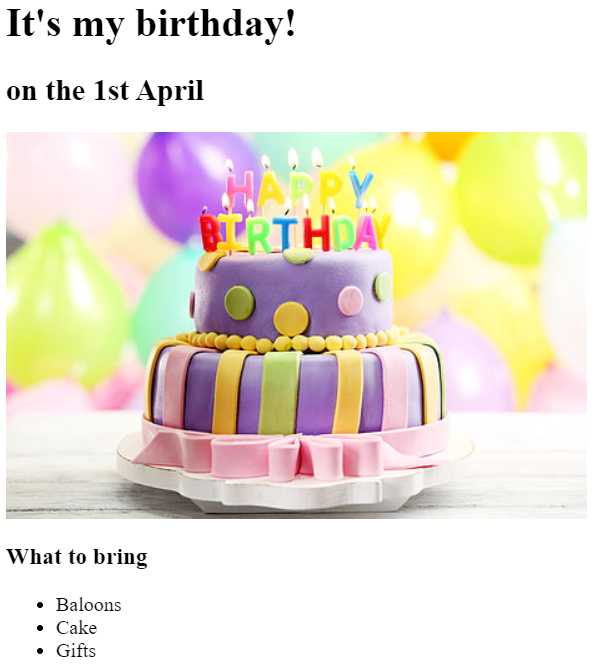 It's my birthday!
on the 1st April
HAPPY
BIRTHDAY
What to bring
Baloons
Cake
Gifts